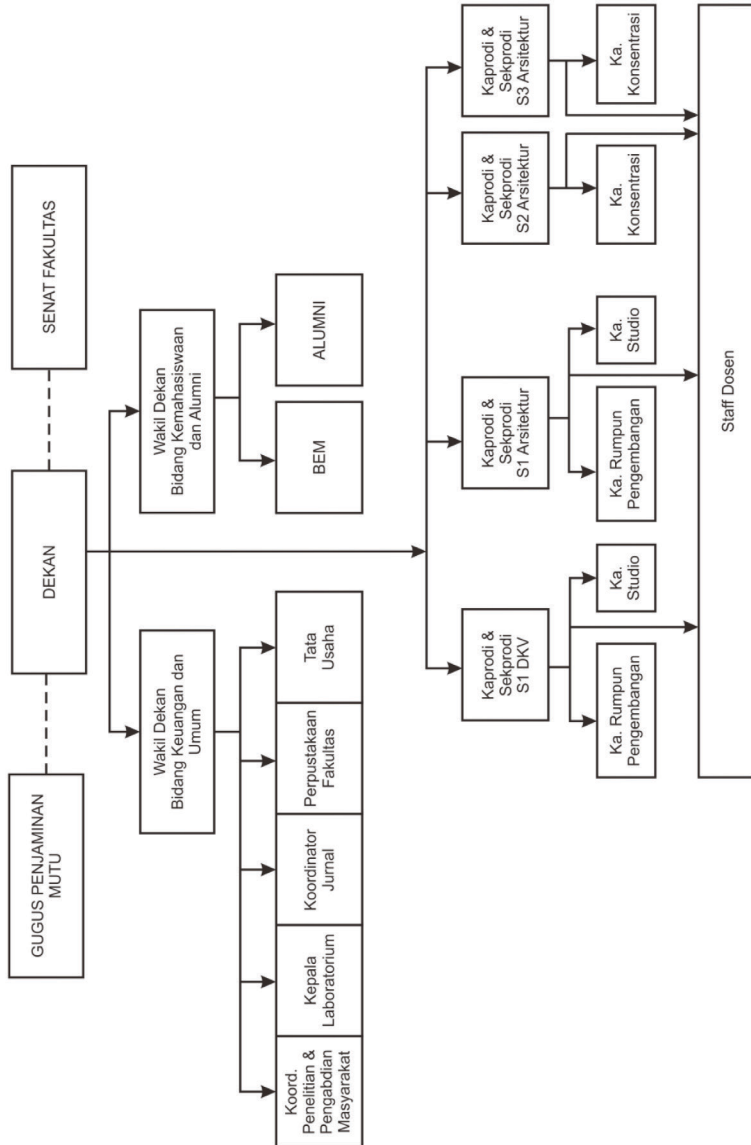 GUGUS PENJAMINAN
MUTU
DEKAN
SENAT FAKULTAS
Wakil Dekan
Bidang Keuangan dan
Umum
Wakil Dekan
Bidang Kemahasiswaan
dan Alumni
Koord.
Penelitian &
Pengabdian
Masyarakat
Kepala
Laboratorium
Koordinator
Jurnal
Perpustakaan
Fakultas
Tata
Usaha
BEM
ALUMNI
Kaprodi &
Sekprodi
S1 DKV
Kaprodi &
Sekprodi
S1 Arsitektur
Kaprodi &
Sekprodi
S2 Arsitektur
Kaprodi &
Sekprodi
S3 Arsitektur
Ka. Rumpun
Pengembangan
Ka.
Studio
Ka. Rumpun
Pengembangan
Ka.
Studio
Ka.
Konsentrasi
Ka.
Konsentrasi
Staff Dosen